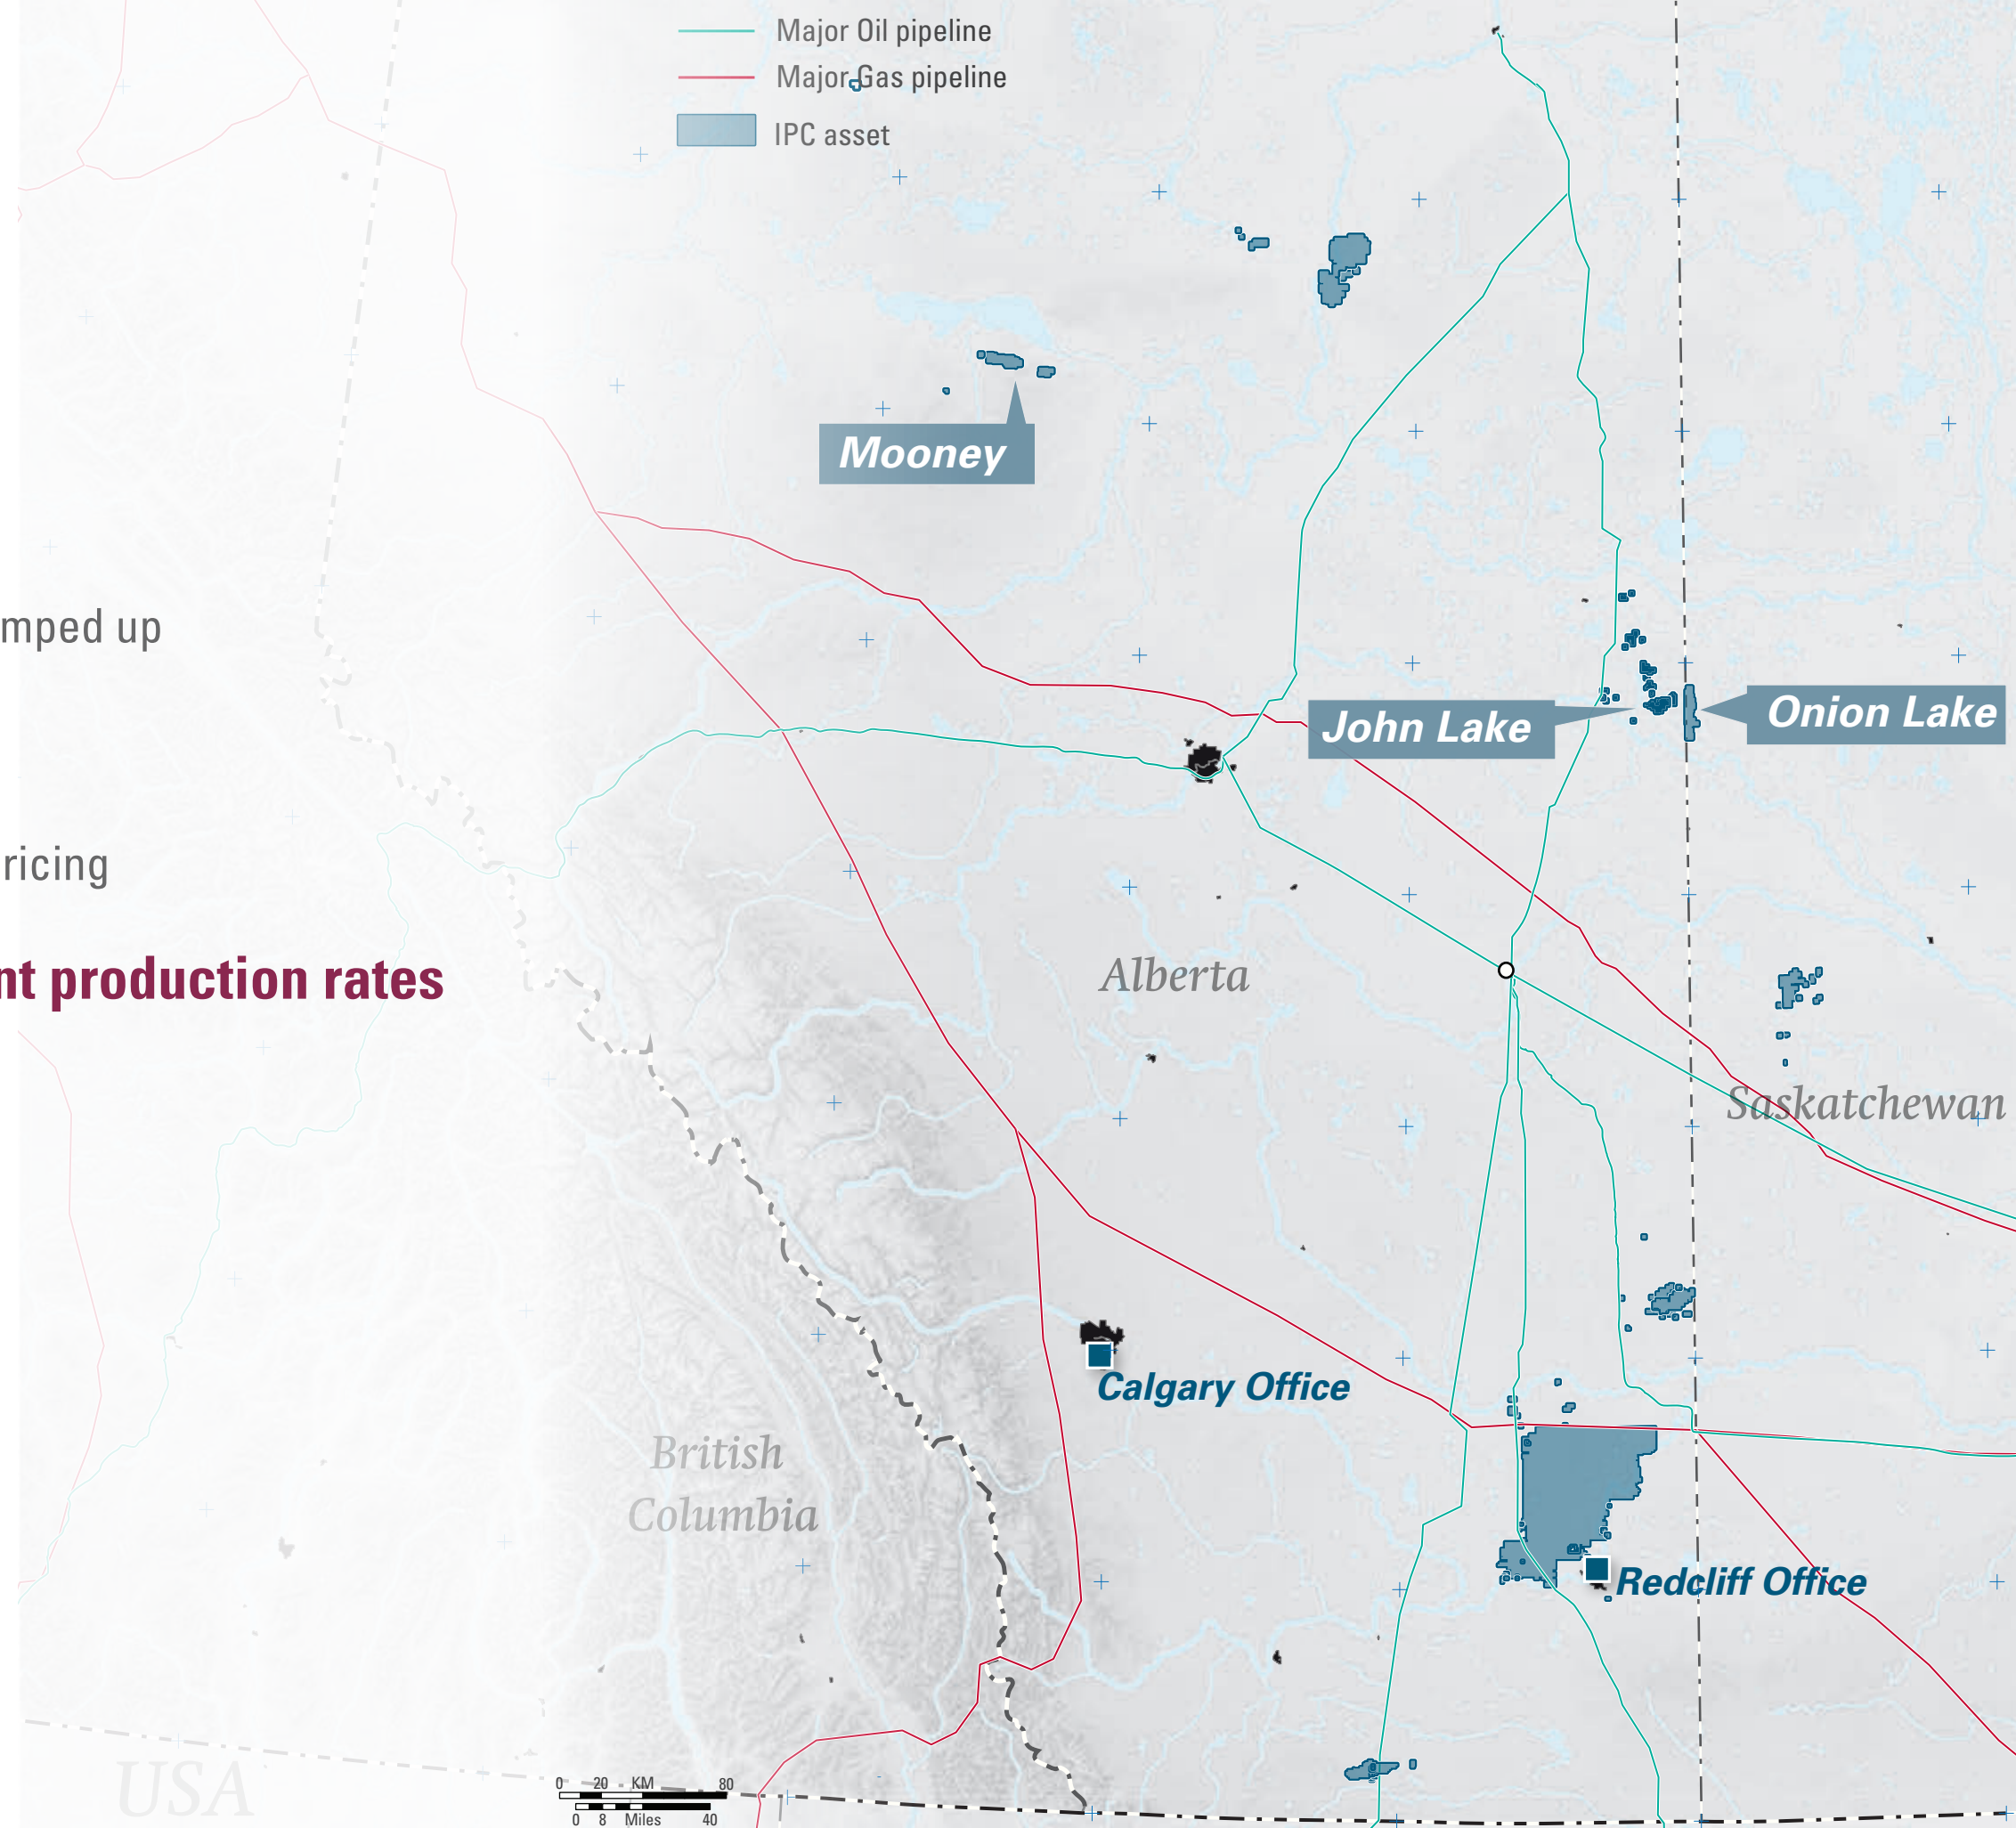 Major Oil pipeline
Major Gas pipeline
IPC asset
Mooney
mped up
John Lake
Onion Lake
ricing
nt production rates
Alberta
Saskatchewan
Calgary Office
British
Columbia
Redcliff Office
USA
0 20 KM 80
0 8 Miles 40